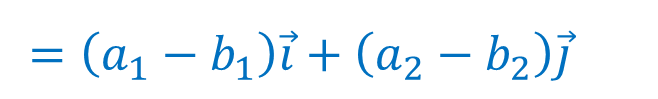 = (a₁ − b₁)i⃗ + (a₂ − b₂)j⃗